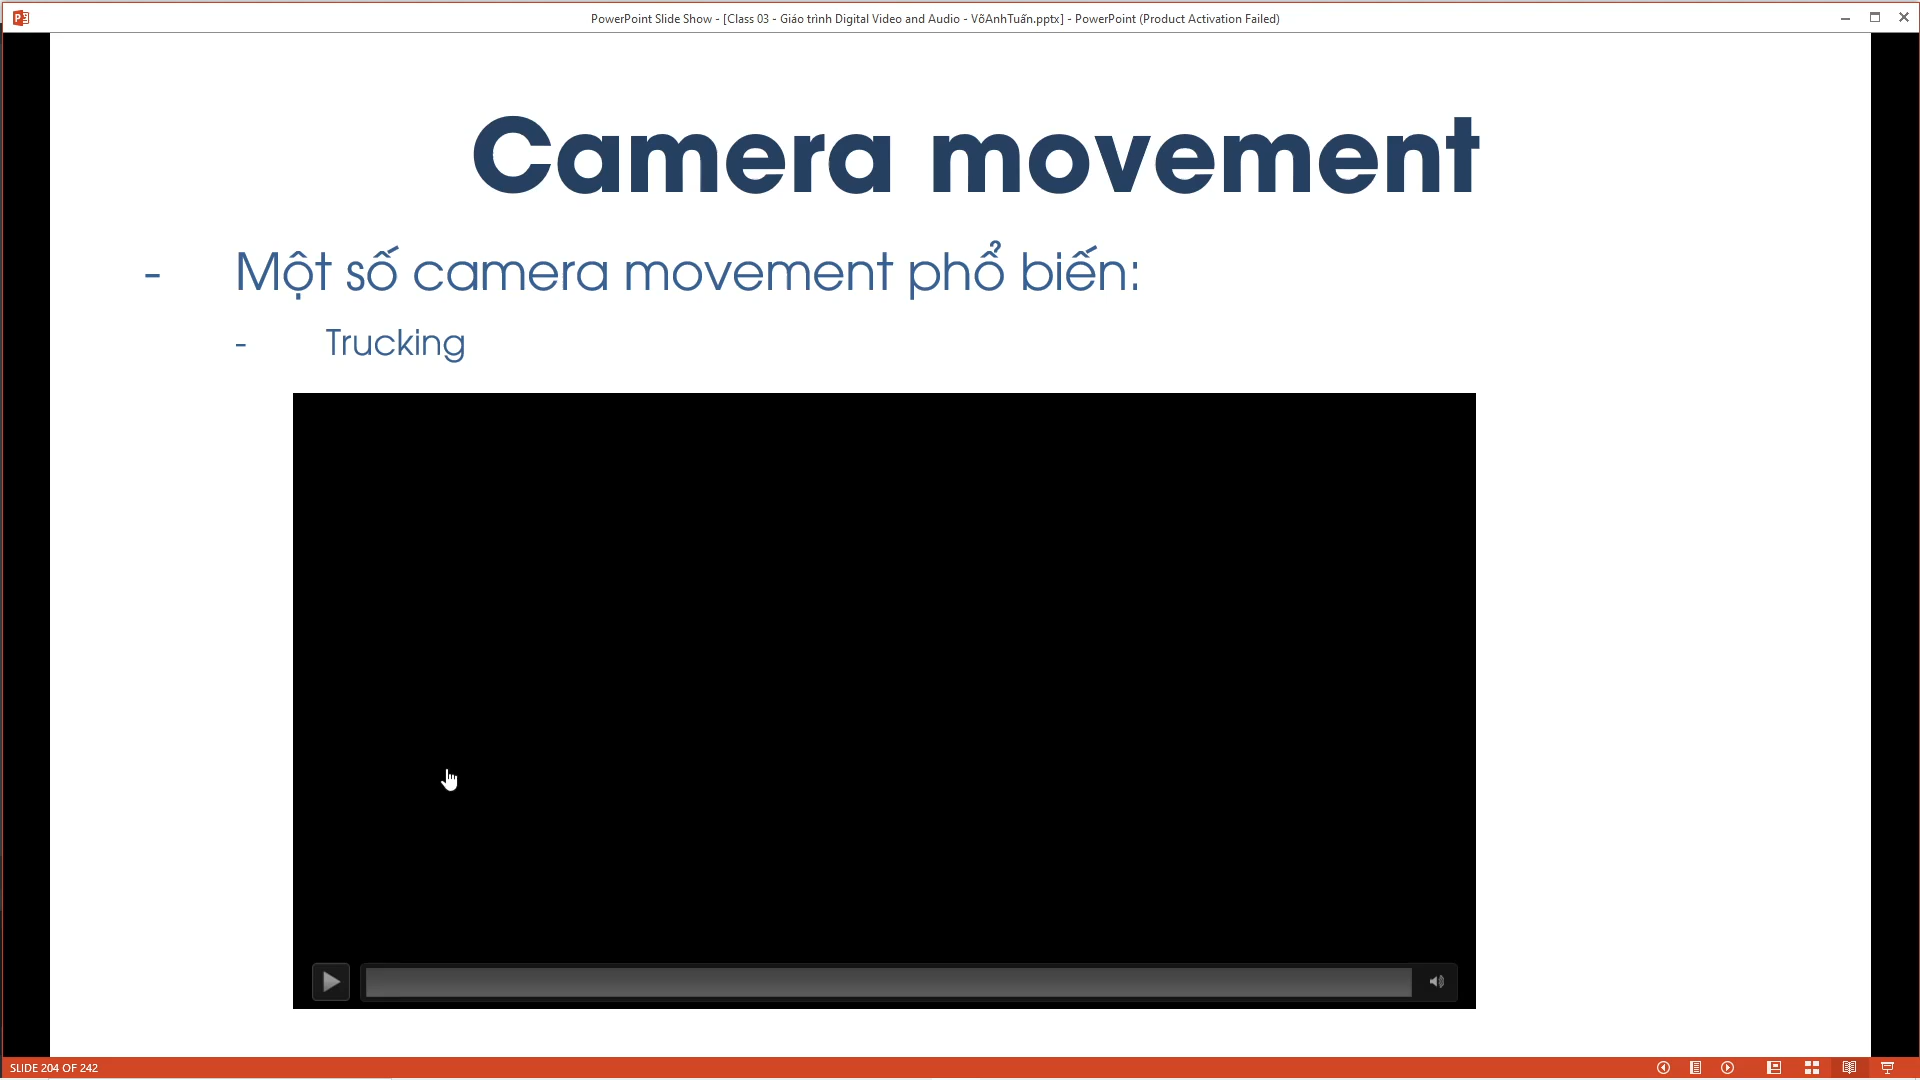 PowerPoint Slide Show - [Class 03 - Giáo trình Digital Video and Audio - VõAnhTuấn.pptx] - PowerPoint (Product Activation Failed)
Camera movement
- Một số camera movement phổ biến:
- Trucking
SLIDE 204 OF 242